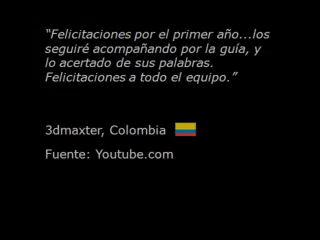 “Felicitaciones por el primer año...los
seguiré acompañando por la guía, y
lo acertado de sus palabras.
Felicitaciones a todo el equipo.”
3dmaxter, Colombia
Fuente: Youtube.com